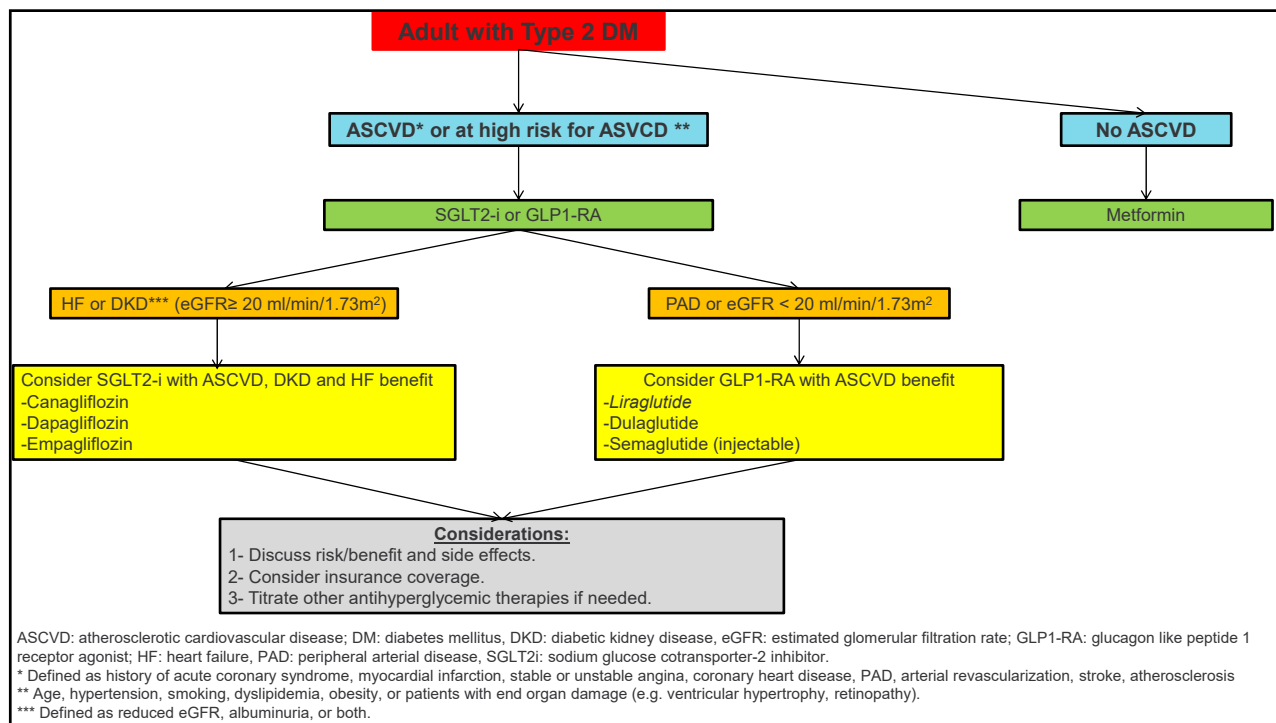 Adult with Type 2 DM
ASCVD* or at high risk for ASVCD **
No ASCVD
SGLT2-i or GLP1-RA
Metformin
HF or DKD*** (eGFR≥ 20 ml/min/1.73m²)
PAD or eGFR < 20 ml/min/1.73m²
Consider SGLT2-i with ASCVD, DKD and HF benefit
-Canagliflozin
-Dapagliflozin
-Empagliflozin
Consider GLP1-RA with ASCVD benefit
-Liraglutide
-Dulaglutide
-Semaglutide (injectable)
Considerations:
1- Discuss risk/benefit and side effects.
2- Consider insurance coverage.
3- Titrate other antihyperglycemic therapies if needed.
ASCVD: atherosclerotic cardiovascular disease; DM: diabetes mellitus, DKD: diabetic kidney disease, eGFR: estimated glomerular filtration rate; GLP1-RA: glucagon like peptide 1
receptor agonist; HF: heart failure, PAD: peripheral arterial disease, SGLT2i: sodium glucose cotransporter-2 inhibitor.
* Defined as history of acute coronary syndrome, myocardial infarction, stable or unstable angina, coronary heart disease, PAD, arterial revascularization, stroke, atherosclerosis
** Age, hypertension, smoking, dyslipidemia, obesity, or patients with end organ damage (e.g. ventricular hypertrophy, retinopathy).
*** Defined as reduced eGFR, albuminuria, or both.